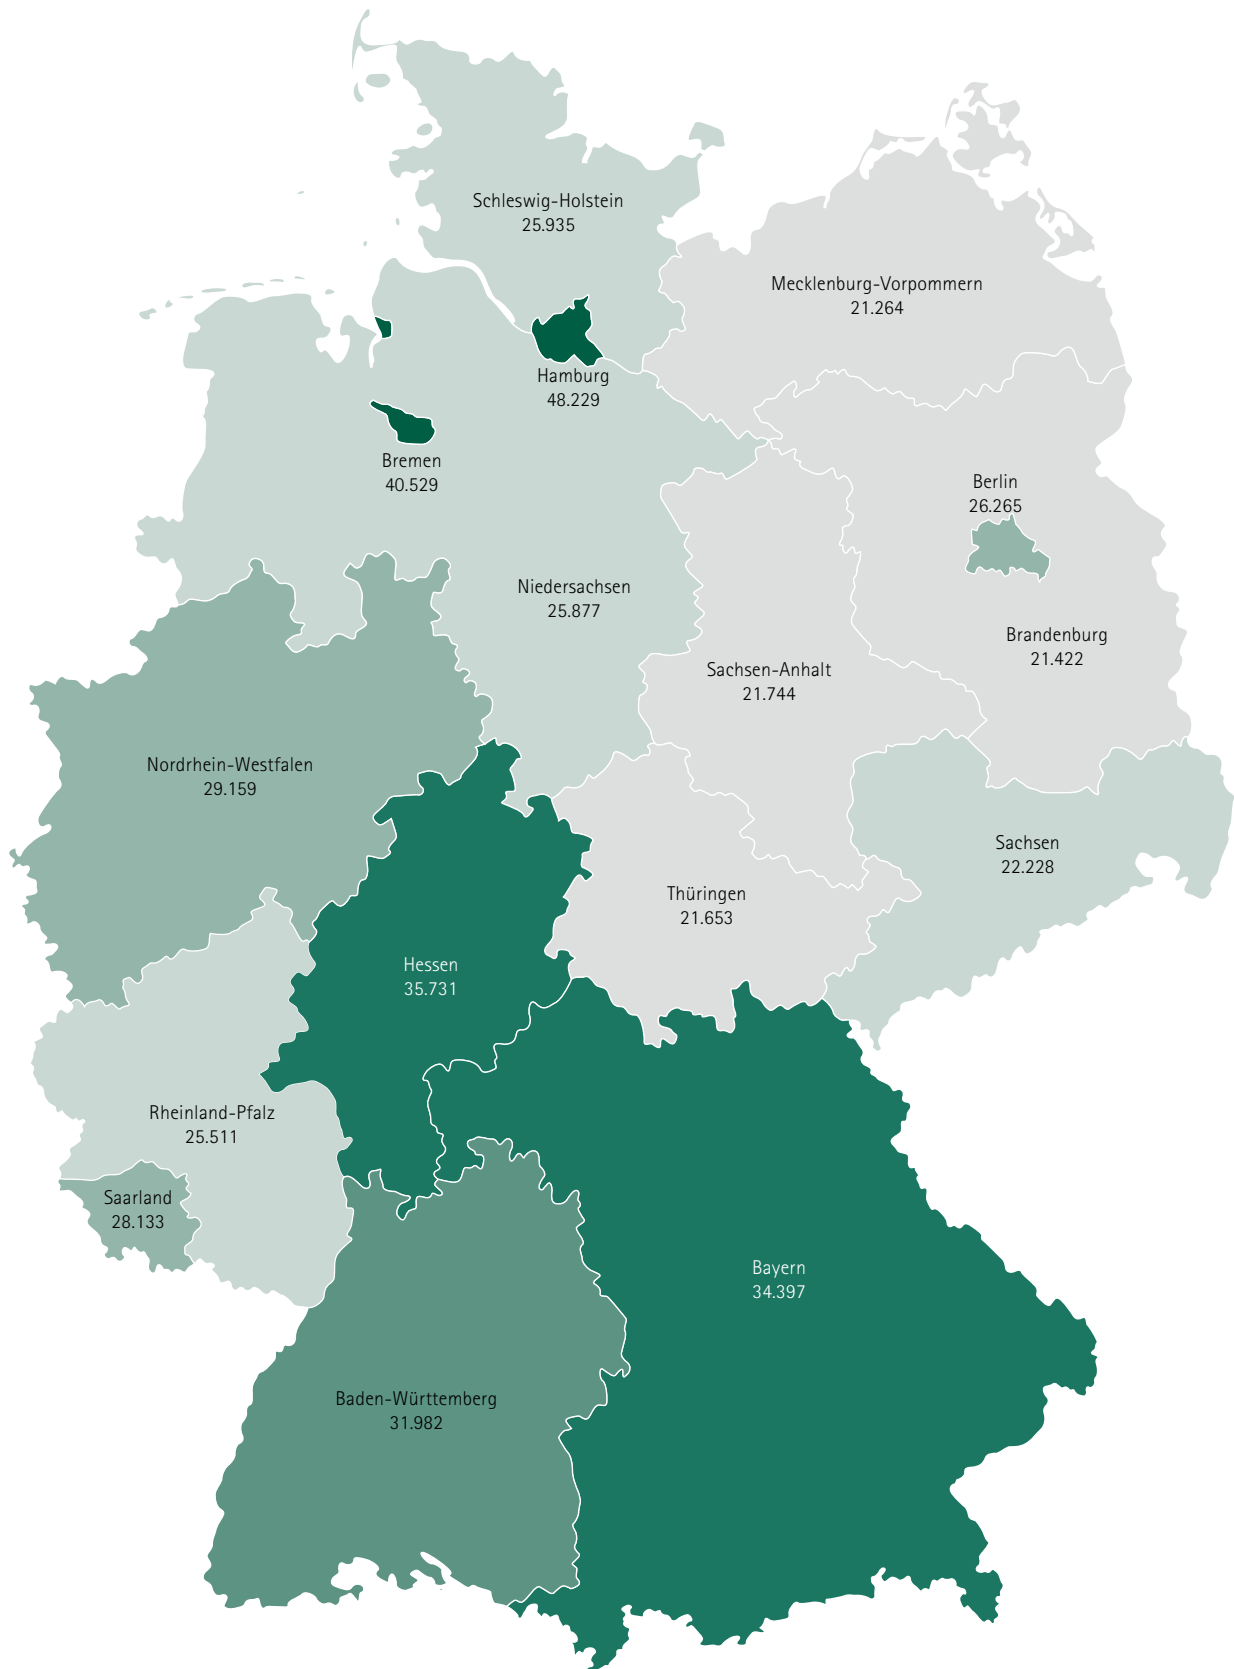 Schleswig-Holstein
25.935
Mecklenburg-Vorpommern
21.264
Hamburg
48.229
Bremen
40.529
Berlin
26.265
Niedersachsen
25.877
Brandenburg
21.422
Sachsen-Anhalt
21.744
Nordrhein-Westfalen
29.159
Sachsen
22.228
Thüringen
21.653
Hessen
35.731
Rheinland-Pfalz
25.511
Saarland
28.133
Bayern
34.397
Baden-Württemberg
31.982